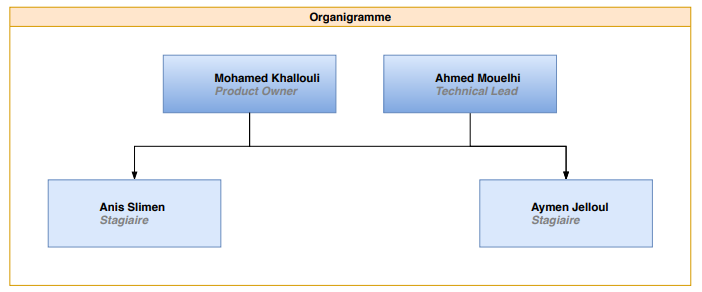 Organigramme
Mohamed Khallouli
Product Owner
Ahmed Mouelhi
Technical Lead
Anis Slimen
Stagiaire
Aymen Jelloul
Stagiaire